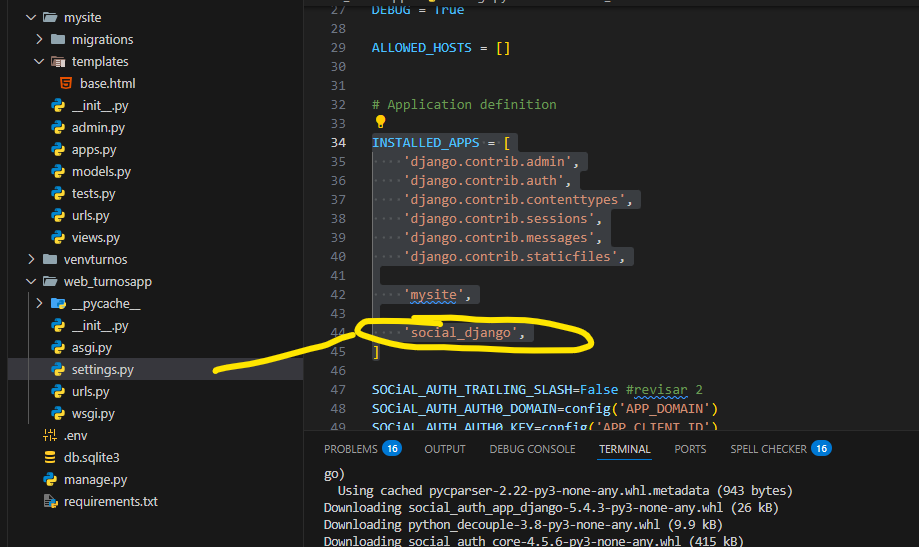 mysite
migrations
templates
base.html
__init__.py
admin.py
apps.py
models.py
tests.py
urls.py
views.py
venvturnos
web_turnosapp
__pycache__
__init__.py
asgi.py
settings.py
urls.py
wsgi.py
.env
db.sqlite3
manage.py
requirements.txt
27 DEBUG = True
28
29 ALLOWED_HOSTS = []
30
31
32 # Application definition
33
34 INSTALLED_APPS = [
35 'django.contrib.admin',
36 'django.contrib.auth',
37 'django.contrib.contenttypes',
38 'django.contrib.sessions',
39 'django.contrib.messages',
40 'django.contrib.staticfiles',
41
42 'mysite',
43
44 'social_django',
45 ]
46
47 SOCiAL_AUTH_TRAILING_SLASH=False #revisar 2
48 SOCiAL_AUTH_AUTH0_DOMAIN=config('APP_DOMAIN')
49 SOCiAL_AUTH_AUTH0_KEY=config('APP_CLIENT_ID')
PROBLEMS 16 OUTPUT DEBUG CONSOLE TERMINAL PORTS SPELL CHECKER 16
go)
Using cached pycparser-2.22-py3-none-any.whl.metadata (943 bytes)
Downloading social_auth_app_django-5.4.3-py3-none-any.whl (26 kB)
Downloading python_decouple-3.8-py3-none-any.whl (9.9 kB)
Downloading social_auth_core-4.5.6-py3-none-any.whl (415 kB)